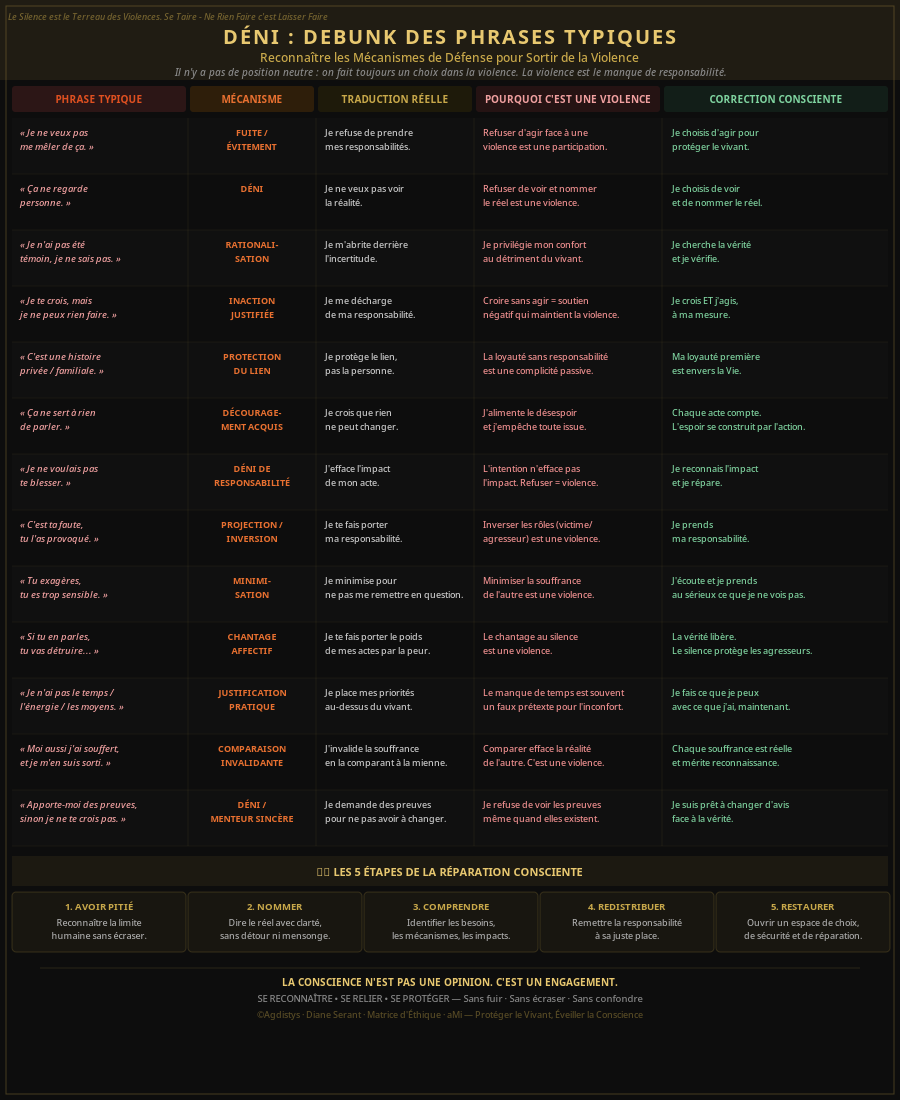 Le Silence est le Terreau des Violences. Se Taire - Ne Rien Faire c'est Laisser Faire
DÉNI : DEBUNK DES PHRASES TYPIQUES
Reconnaître les Mécanismes de Défense pour Sortir de la Violence
Il n'y a pas de position neutre : on fait toujours un choix dans la violence. La violence est le manque de responsabilité.
PHRASE TYPIQUE
MÉCANISME
TRADUCTION RÉELLE
POURQUOI C'EST UNE VIOLENCE
CORRECTION CONSCIENTE
« Je ne veux pas
me mêler de ça. »
FUITE /
ÉVITEMENT
Je refuse de prendre
mes responsabilités.
Refuser d'agir face à une
violence est une participation.
Je choisis d'agir pour
protéger le vivant.
« Ça ne regarde
personne. »
DÉNI
Je ne veux pas voir
la réalité.
Refuser de voir et nommer
le réel est une violence.
Je choisis de voir
et de nommer le réel.
« Je n'ai pas été
témoin, je ne sais pas. »
RATIONALI-
SATION
Je m'abrite derrière
l'incertitude.
Je privilégie mon confort
au détriment du vivant.
Je cherche la vérité
et je vérifie.
« Je te crois, mais
je ne peux rien faire. »
INACTION
JUSTIFIÉE
Je me décharge
de ma responsabilité.
Croire sans agir = soutien
négatif qui maintient la violence.
Je crois ET j'agis,
à ma mesure.
« C'est une histoire
privée / familiale. »
PROTECTION
DU LIEN
Je protège le lien,
pas la personne.
La loyauté sans responsabilité
est une complicité passive.
Ma loyauté première
est envers la Vie.
« Ça ne sert à rien
de parler. »
DÉCOURAGE-
MENT ACQUIS
Je crois que rien
ne peut changer.
J'alimente le désespoir
et j'empêche toute issue.
Chaque acte compte.
L'espoir se construit par l'action.
« Je ne voulais pas
te blesser. »
DÉNI DE
RESPONSABILITÉ
J'efface l'impact
de mon acte.
L'intention n'efface pas
l'impact. Refuser = violence.
Je reconnais l'impact
et je répare.
« C'est ta faute,
tu l'as provoqué. »
PROJECTION /
INVERSION
Je te fais porter
ma responsabilité.
Inverser les rôles (victime/
agresseur) est une violence.
Je prends
ma responsabilité.
« Tu exagères,
tu es trop sensible. »
MINIMI-
SATION
Je minimise pour
ne pas me remettre en question.
Minimiser la souffrance
de l'autre est une violence.
J'écoute et je prends
au sérieux ce que je ne vois pas.
« Si tu en parles,
tu vas détruire... »
CHANTAGE
AFFECTIF
Je te fais porter le poids
de mes actes par la peur.
Le chantage au silence
est une violence.
La vérité libère.
Le silence protège les agresseurs.
« Je n'ai pas le temps /
l'énergie / les moyens. »
JUSTIFICATION
PRATIQUE
Je place mes priorités
au-dessus du vivant.
Le manque de temps est souvent
un faux prétexte pour l'inconfort.
Je fais ce que je peux
avec ce que j'ai, maintenant.
« Moi aussi j'ai souffert,
et je m'en suis sorti. »
COMPARAISON
INVALIDANTE
J'invalide la souffrance
en la comparant à la mienne.
Comparer efface la réalité
de l'autre. C'est une violence.
Chaque souffrance est réelle
et mérite reconnaissance.
« Apporte-moi des preuves,
sinon je ne te crois pas. »
DÉNI /
MENTEUR SINCÈRE
Je demande des preuves
pour ne pas avoir à changer.
Je refuse de voir les preuves
même quand elles existent.
Je suis prêt à changer d'avis
face à la vérité.
LES 5 ÉTAPES DE LA RÉPARATION CONSCIENTE
1. AVOIR PITIÉ
Reconnaître la limite
humaine sans écraser.
2. NOMMER
Dire le réel avec clarté,
sans détour ni mensonge.
3. COMPRENDRE
Identifier les besoins,
les mécanismes, les impacts.
4. REDISTRIBUER
Remettre la responsabilité
à sa juste place.
5. RESTAURER
Ouvrir un espace de choix,
de sécurité et de réparation.
LA CONSCIENCE N'EST PAS UNE OPINION. C'EST UN ENGAGEMENT.
SE RECONNAÎTRE • SE RELIER • SE PROTÉGER — Sans fuir · Sans écraser · Sans confondre
©Agdistys · Diane Serant · Matrice d'Éthique · aMi — Protéger le Vivant, Éveiller la Conscience